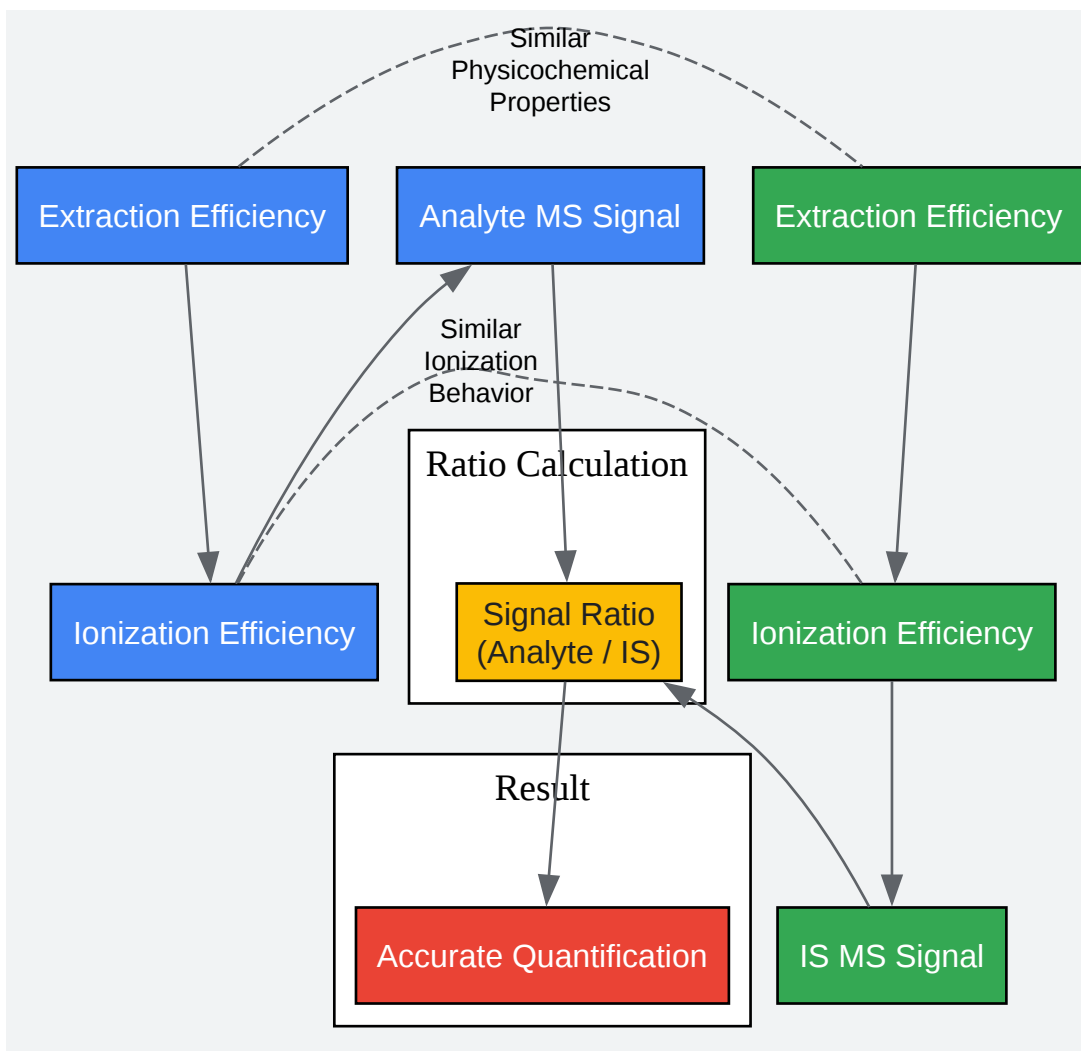 Similar
Physicochemical
Properties
Extraction Efficiency
Analyte MS Signal
Extraction Efficiency
Similar
Ionization
Behavior
Ratio Calculation
Ionization Efficiency
Signal Ratio
(Analyte / IS)
Ionization Efficiency
Result
Accurate Quantification
IS MS Signal